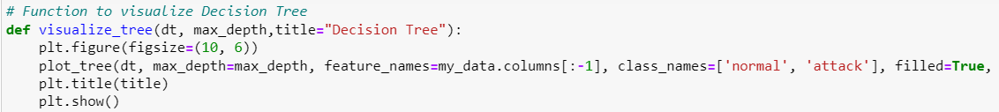 # Function to visualize Decision Tree
def visualize_tree(dt, max_depth,title="Decision Tree"):
    plt.figure(figsize=(10, 6))
    plot_tree(dt, max_depth=max_depth, feature_names=my_data.columns[:-1], class_names=['normal', 'attack'], filled=True,
    plt.title(title)
    plt.show()